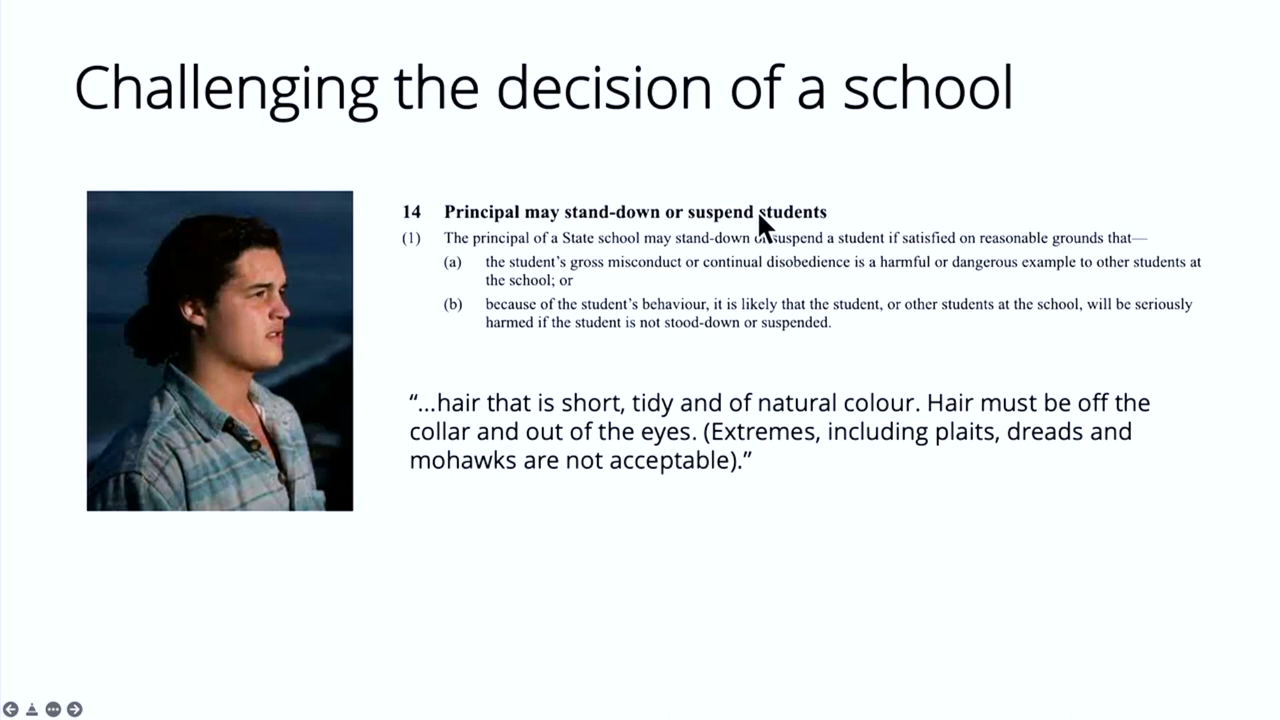 Challenging the decision of a school
14 Principal may stand-down or suspend students
(1) The principal of a State school may stand-down or suspend a student if satisfied on reasonable grounds that—
(a) the student's gross misconduct or continual disobedience is a harmful or dangerous example to other students at
the school; or
(b) because of the student's behaviour, it is likely that the student, or other students at the school, will be seriously
harmed if the student is not stood-down or suspended.
“...hair that is short, tidy and of natural colour. Hair must be off the
collar and out of the eyes. (Extremes, including plaits, dreads and
mohawks are not acceptable).”